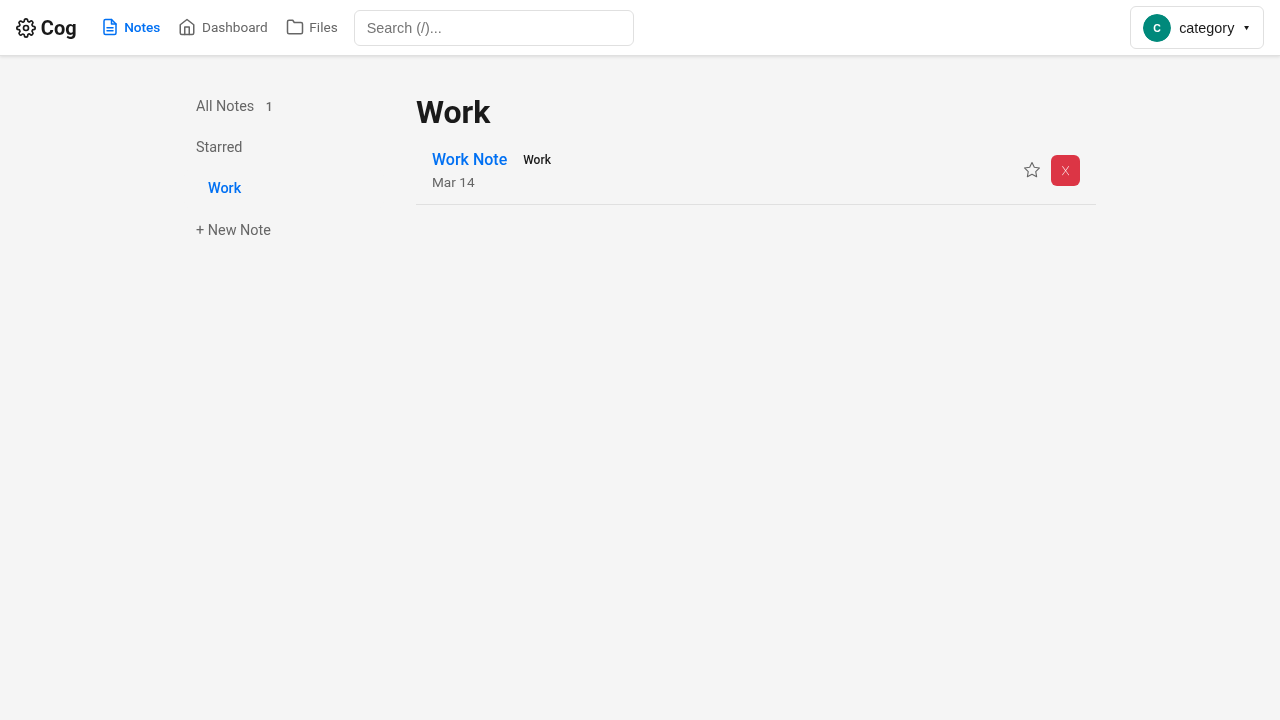 Cog Notes Dashboard Files Search (/)... C category ▾
All Notes 1
Starred
Work
+ New Note
Work
Work Note Work
Mar 14
X